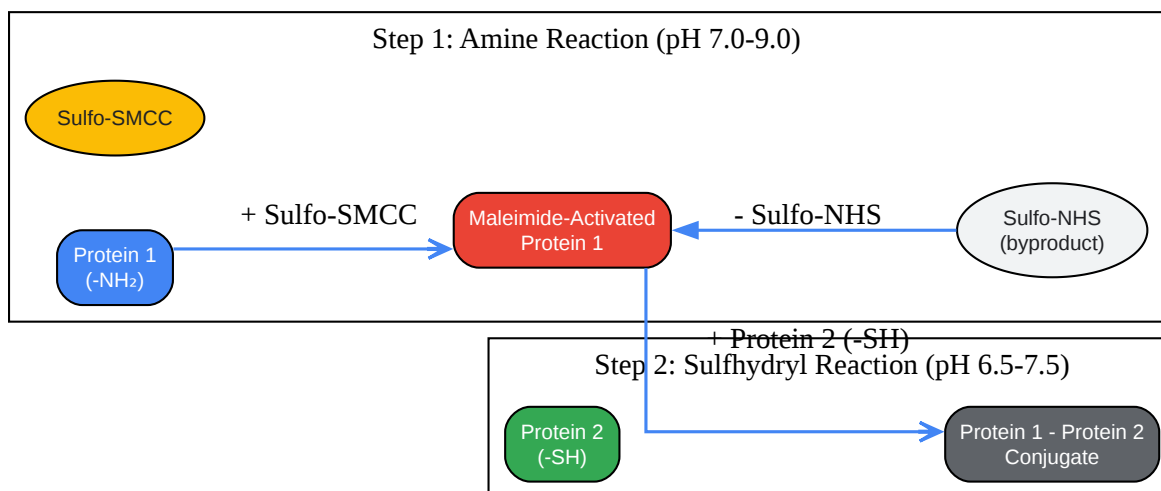 Step 1: Amine Reaction (pH 7.0-9.0)
Sulfo-SMCC
+ Sulfo-SMCC
Maleimide-Activated
Protein 1
- Sulfo-NHS
Sulfo-NHS
(byproduct)
Protein 1
(-NH₂)
+ Protein 2 (-SH)
Step 2: Sulfhydryl Reaction (pH 6.5-7.5)
Protein 2
(-SH)
Protein 1 - Protein 2
Conjugate